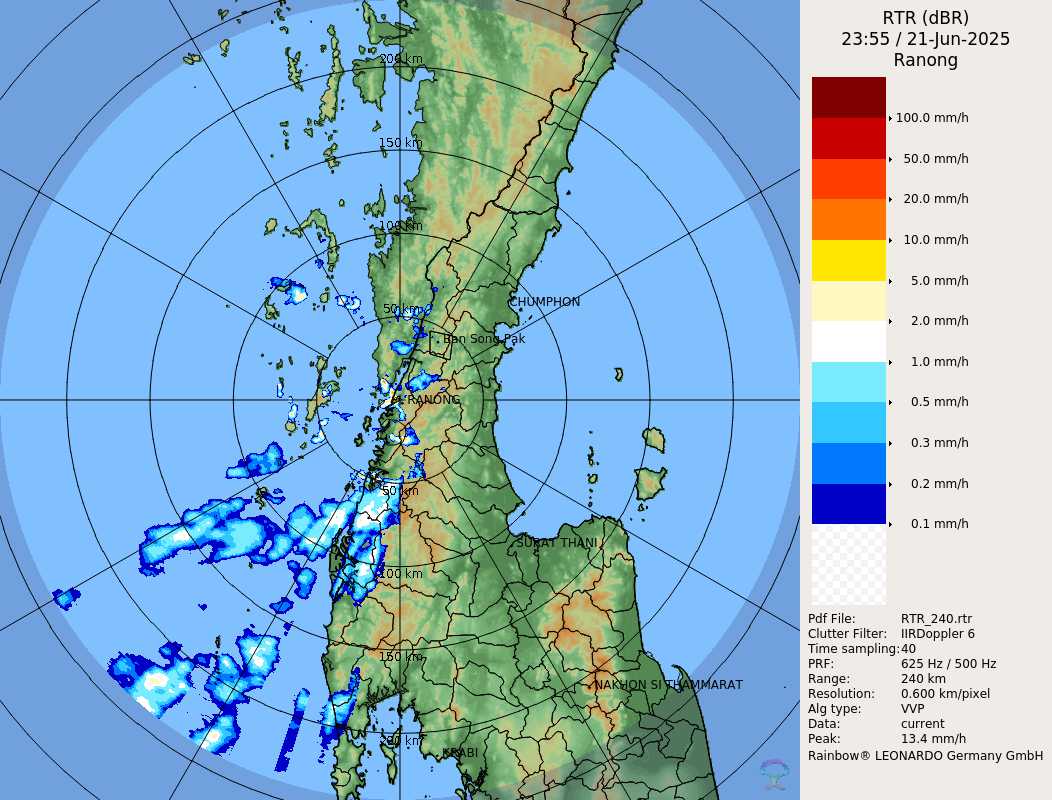 RTR (dBR)
23:55 / 21-Jun-2025
Ranong
100.0 mm/h
50.0 mm/h
20.0 mm/h
10.0 mm/h
5.0 mm/h
2.0 mm/h
1.0 mm/h
0.5 mm/h
0.3 mm/h
0.2 mm/h
0.1 mm/h
Pdf File: RTR_240.rtr
Clutter Filter: IIRDoppler 6
Time sampling:40
PRF: 625 Hz / 500 Hz
Range: 240 km
Resolution: 0.600 km/pixel
Alg type: VVP
Data: current
Peak: 13.4 mm/h
Rainbow® LEONARDO Germany GmbH
200 km
150 km
100 km
CHUMPHON
50 km
Ban Song Pak
RANONG
50 km
SURAT THANI
100 km
150 km
NAKHON SI THAMMARAT
200 km
KRABI